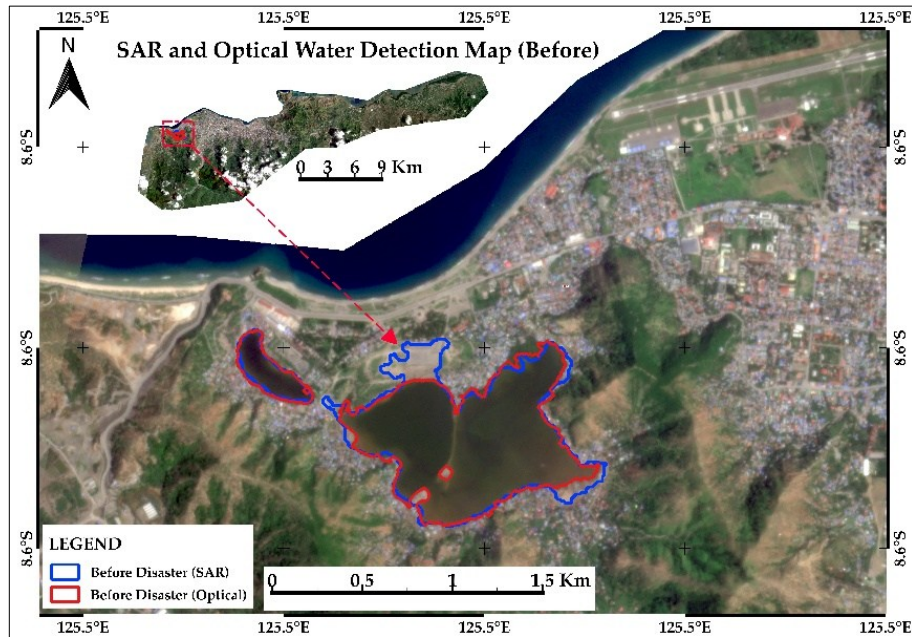 125.5°E 125.5°E 125.5°E 125.5°E 125.5°E
N
SAR and Optical Water Detection Map (Before)
0 3 6 9 Km
8.6°S 8.6°S
8.6°S 8.6°S
8.6°S 8.6°S
LEGEND
Before Disaster (SAR)
Before Disaster (Optical)
0 0,5 1 1,5 Km
125.5°E 125.5°E 125.5°E 125.5°E 125.5°E